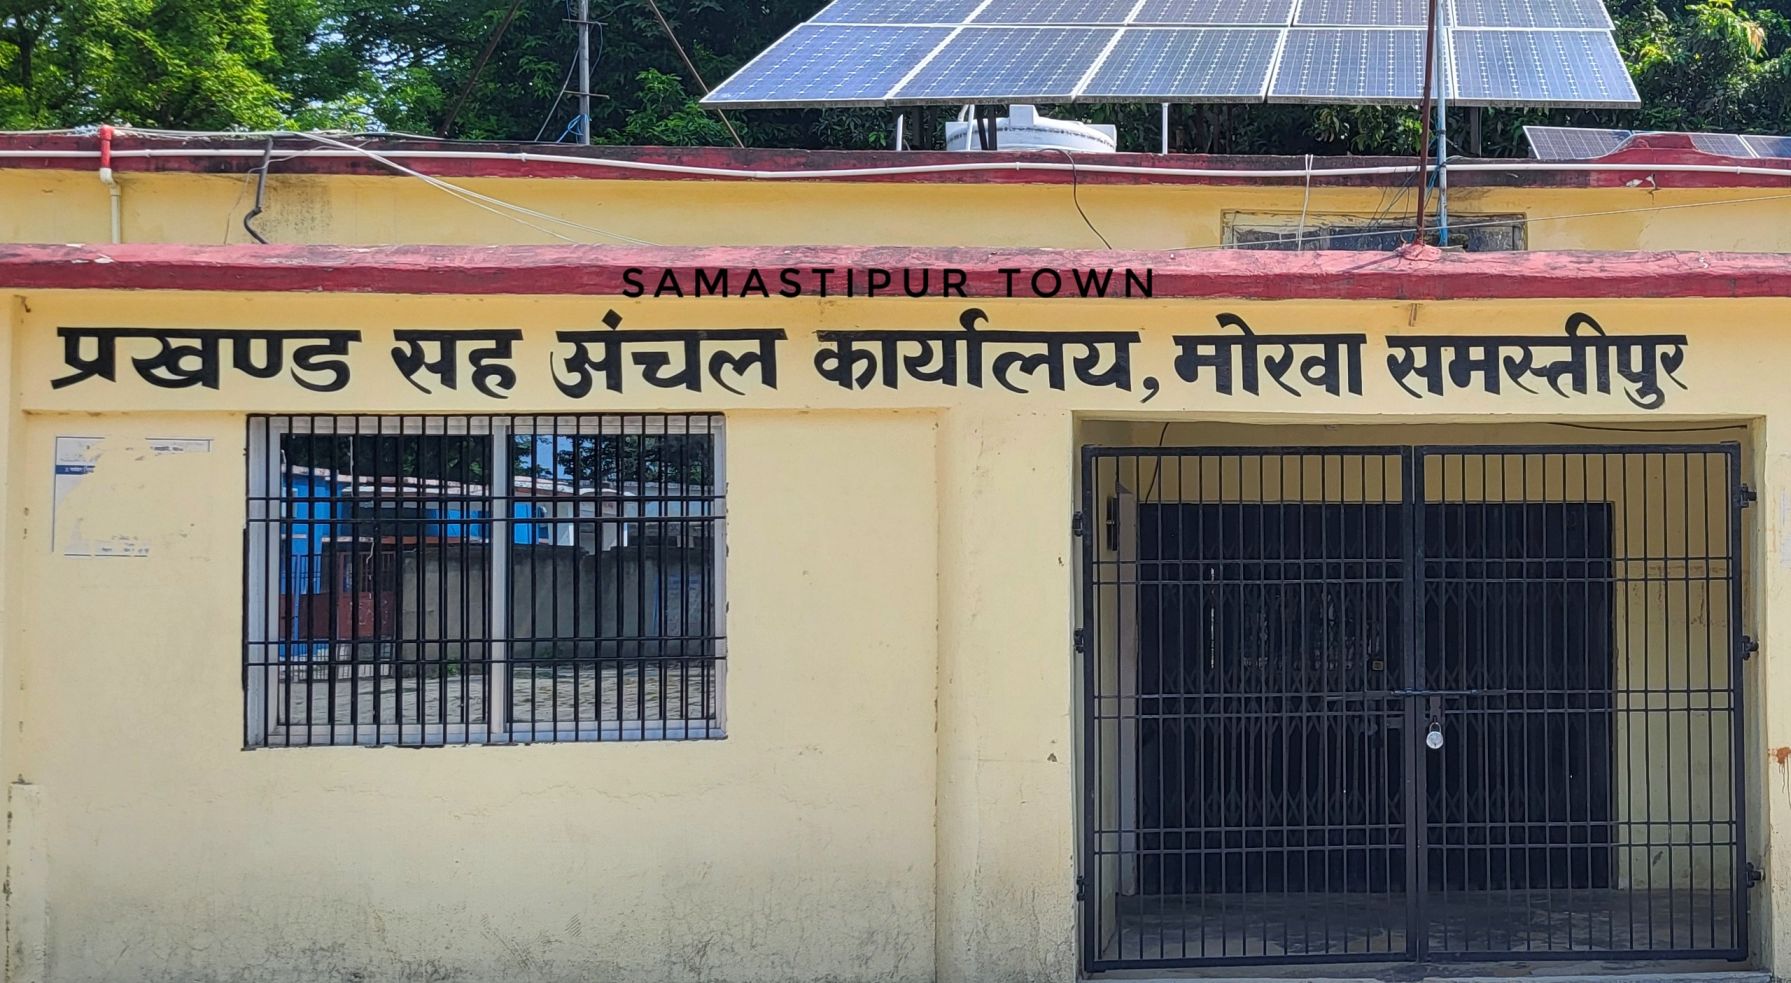 SAMASTIPUR TOWN
प्रखण्ड सह अंचल कार्यालय, मोरवा समस्तीपुर